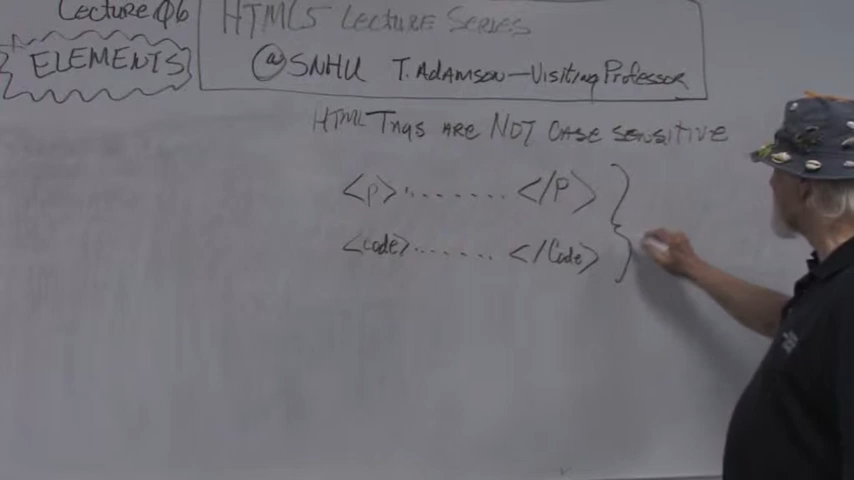 Lecture 06
ELEMENTS
HTML5 Lecture Series
@SNHU T. Adamson—Visiting Professor
HTML Tags are NOT CASE SENSITIVE
<p>........</P>
<code>.......</Code>